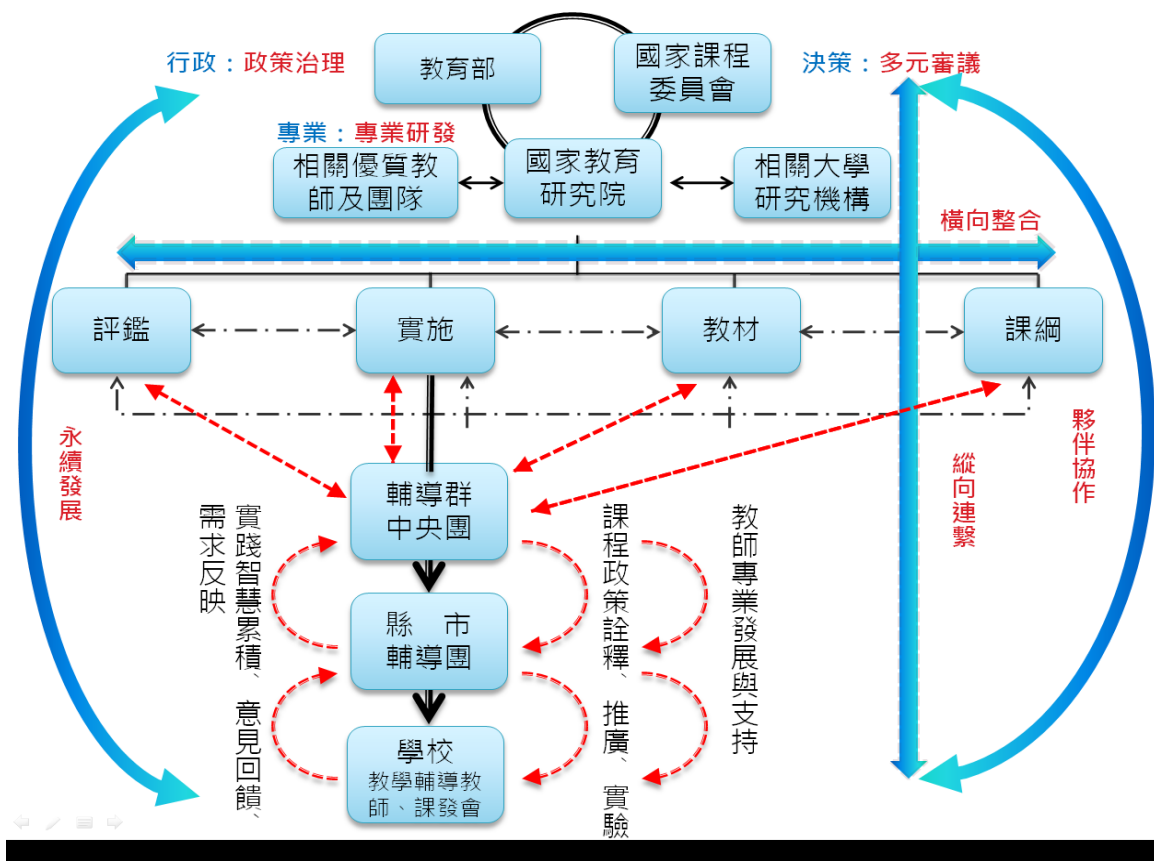 行政：政策治理
教育部
國家課程
委員會
決策：多元審議
專業：專業研發
相關優質教
師及團隊
國家教育
研究院
相關大學
研究機構
橫向整合
評鑑
實施
教材
課綱
永續發展
夥伴協作
縱向連繫
輔導群
中央團
實踐智慧累積、意見回饋、
需求反映
課程政策詮釋、推廣、實驗
教師專業發展與支持
縣　市
輔導團
學校
教學輔導教
師、課發會